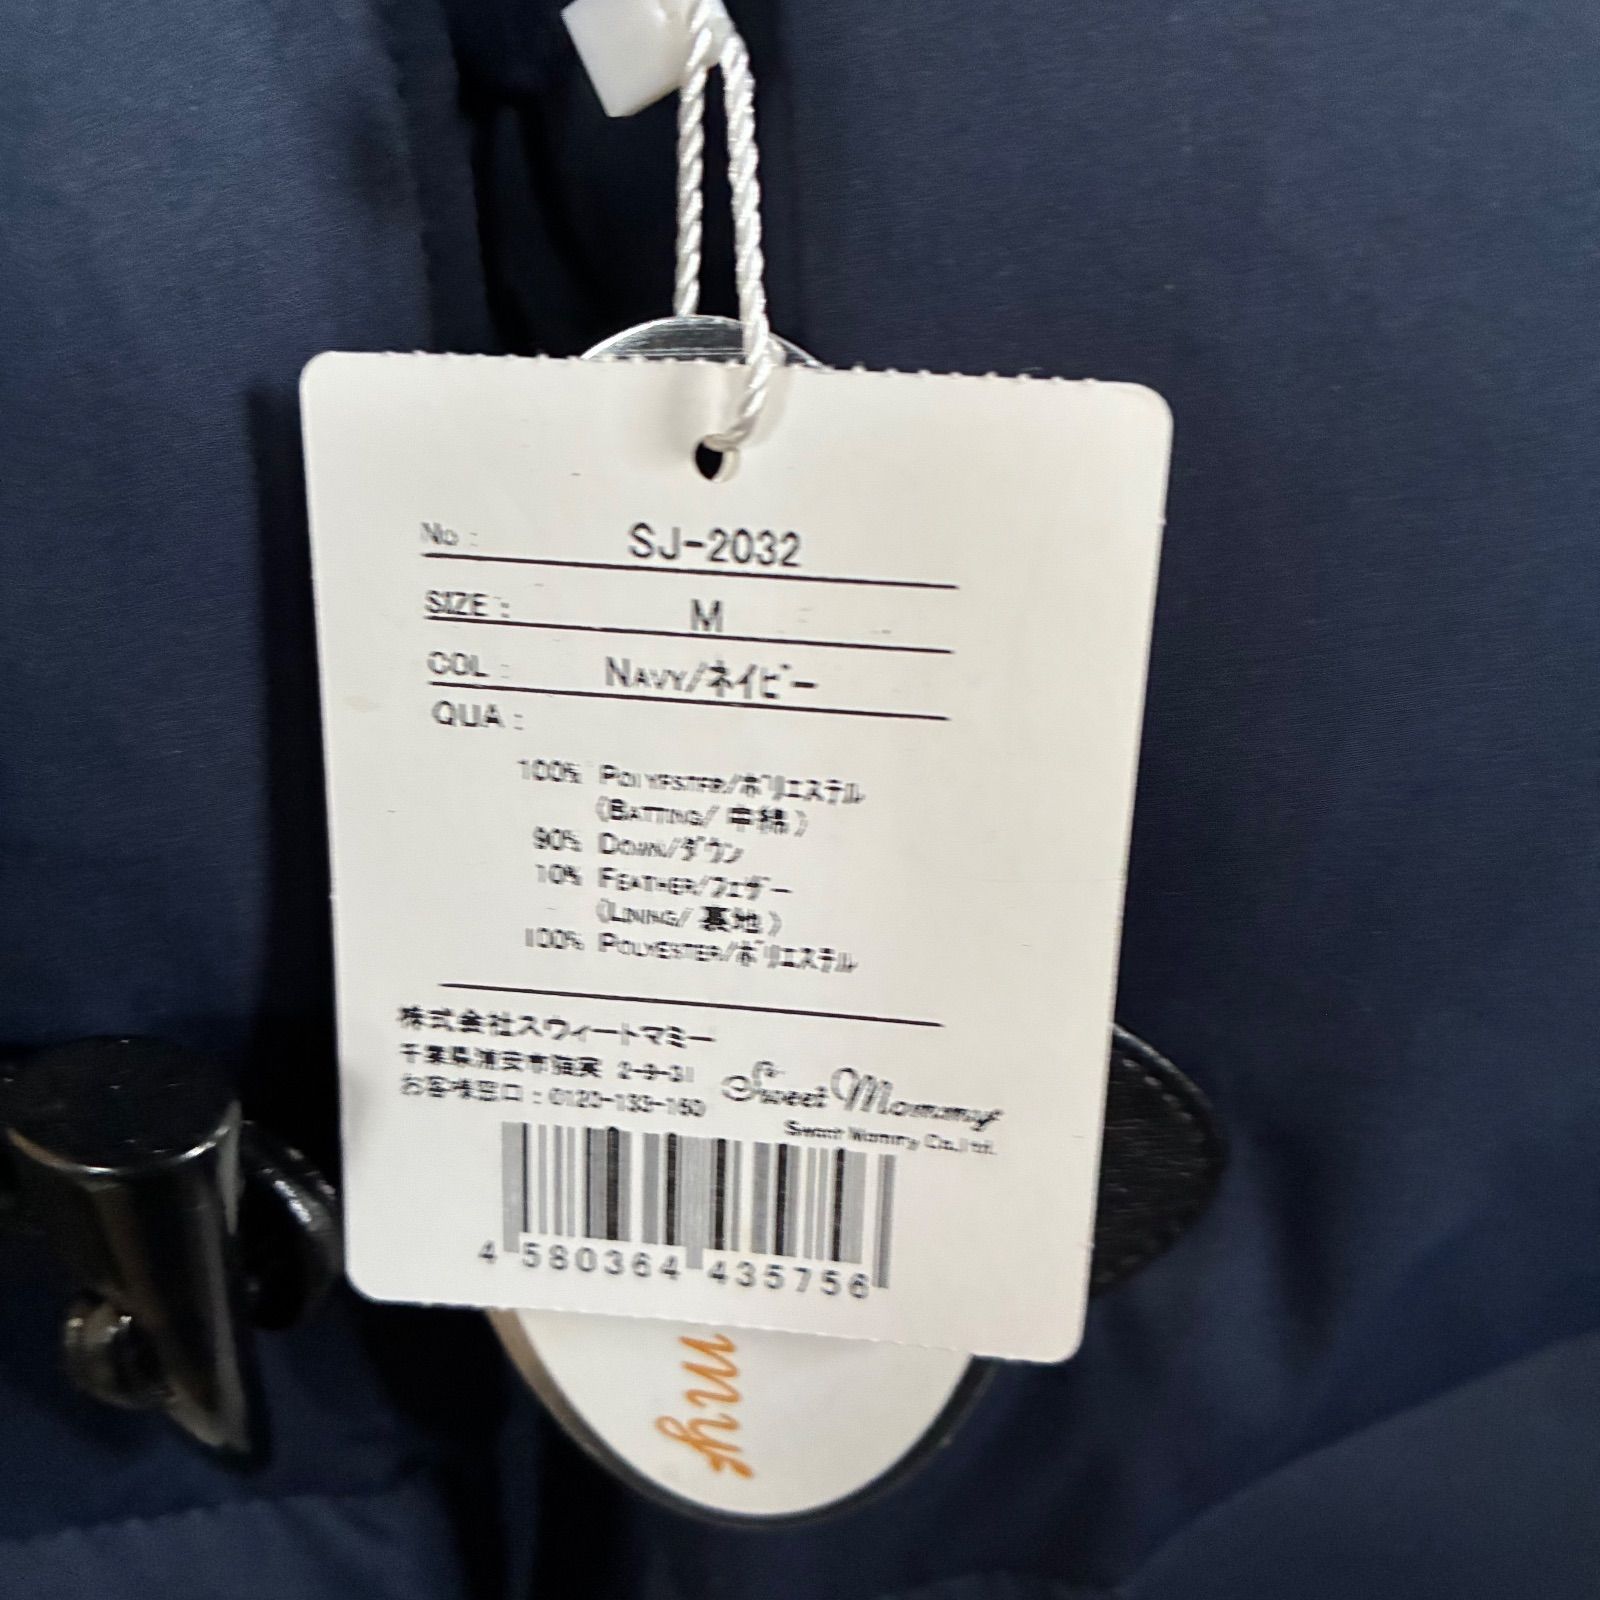 No : SJ-2032
SIZE : M
COL : NAVY/ネイビー
QUA :
100% POLYESTER/ポリエステル
(BATTING/ 中綿)
90% DOWN/ダウン
10% FEATHER/フェザー
(LINING/ 裏地)
100% POLYESTER/ポリエステル
株式会社スウィートマミー
千葉県浦安市猫実 2-9-31
お客様窓口 : 0120-133-160
Sweet Mommy
Sweet Mommy Co.,Ltd.
4 580364 435756
my